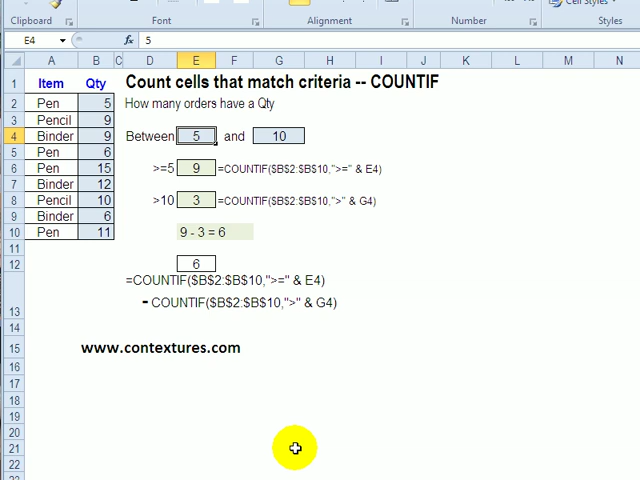 Cell Styles
Clipboard Font Alignment Number Styles
E4 fx 5
A B C D E F G H I J K L M N
1 Item Qty Count cells that match criteria -- COUNTIF
2 Pen 5 How many orders have a Qty
3 Pencil 9
4 Binder 9 Between 5 and 10
5 Pen 6
6 Pen 15 >=5 9 =COUNTIF($B$2:$B$10,">=" & E4)
7 Binder 12
8 Pencil 10 >10 3 =COUNTIF($B$2:$B$10,">" & G4)
9 Binder 6
10 Pen 11 9 - 3 = 6
11
12 6
=COUNTIF($B$2:$B$10,">=" & E4)
13 - COUNTIF($B$2:$B$10,">" & G4)
14
15 www.contextures.com
16
17
18
19
20
21
22